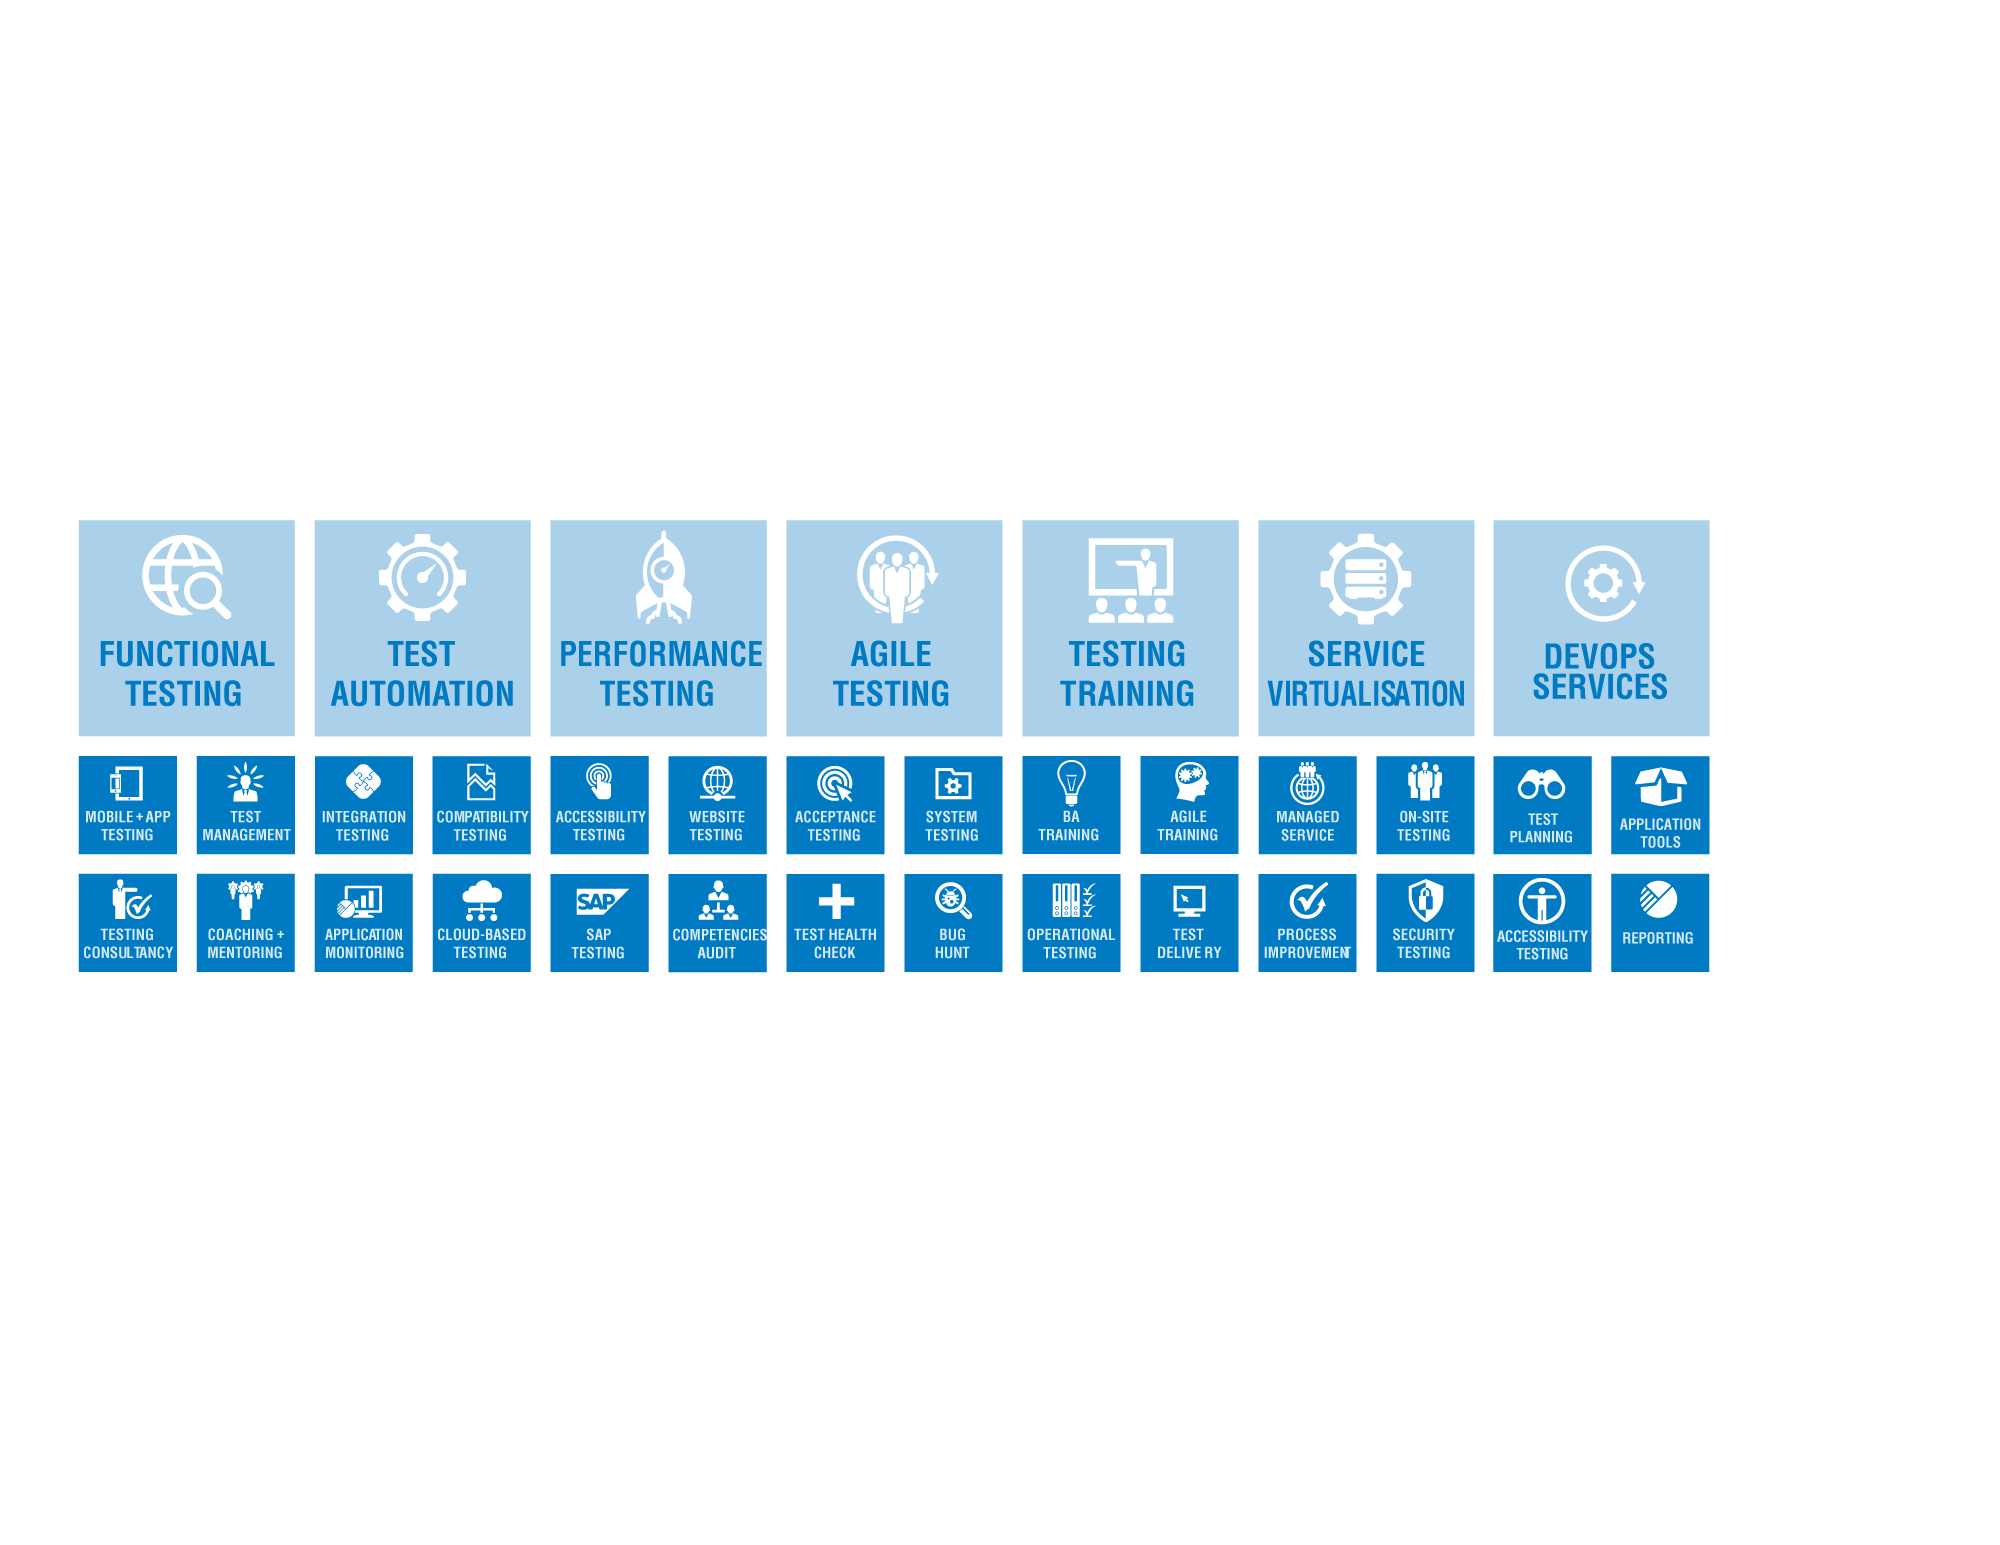 FUNCTIONAL
TESTING
TEST
AUTOMATION
PERFORMANCE
TESTING
AGILE
TESTING
TESTING
TRAINING
SERVICE
VIRTUALISATION
DEVOPS
SERVICES
MOBILE + APP
TESTING
TEST
MANAGEMENT
INTEGRATION
TESTING
COMPATIBILITY
TESTING
ACCESSIBILITY
TESTING
WEBSITE
TESTING
ACCEPTANCE
TESTING
SYSTEM
TESTING
BA
TRAINING
AGILE
TRAINING
MANAGED
SERVICE
ON-SITE
TESTING
TEST
PLANNING
APPLICATION
TOOLS
TESTING
CONSULTANCY
COACHING +
MENTORING
APPLICATION
MONITORING
CLOUD-BASED
TESTING
SAP
SAP
TESTING
COMPETENCIES
AUDIT
TEST HEALTH
CHECK
BUG
HUNT
OPERATIONAL
TESTING
TEST
DELIVE RY
PROCESS
IMPROVEMENT
SECURITY
TESTING
ACCESSIBILITY
TESTING
REPORTING